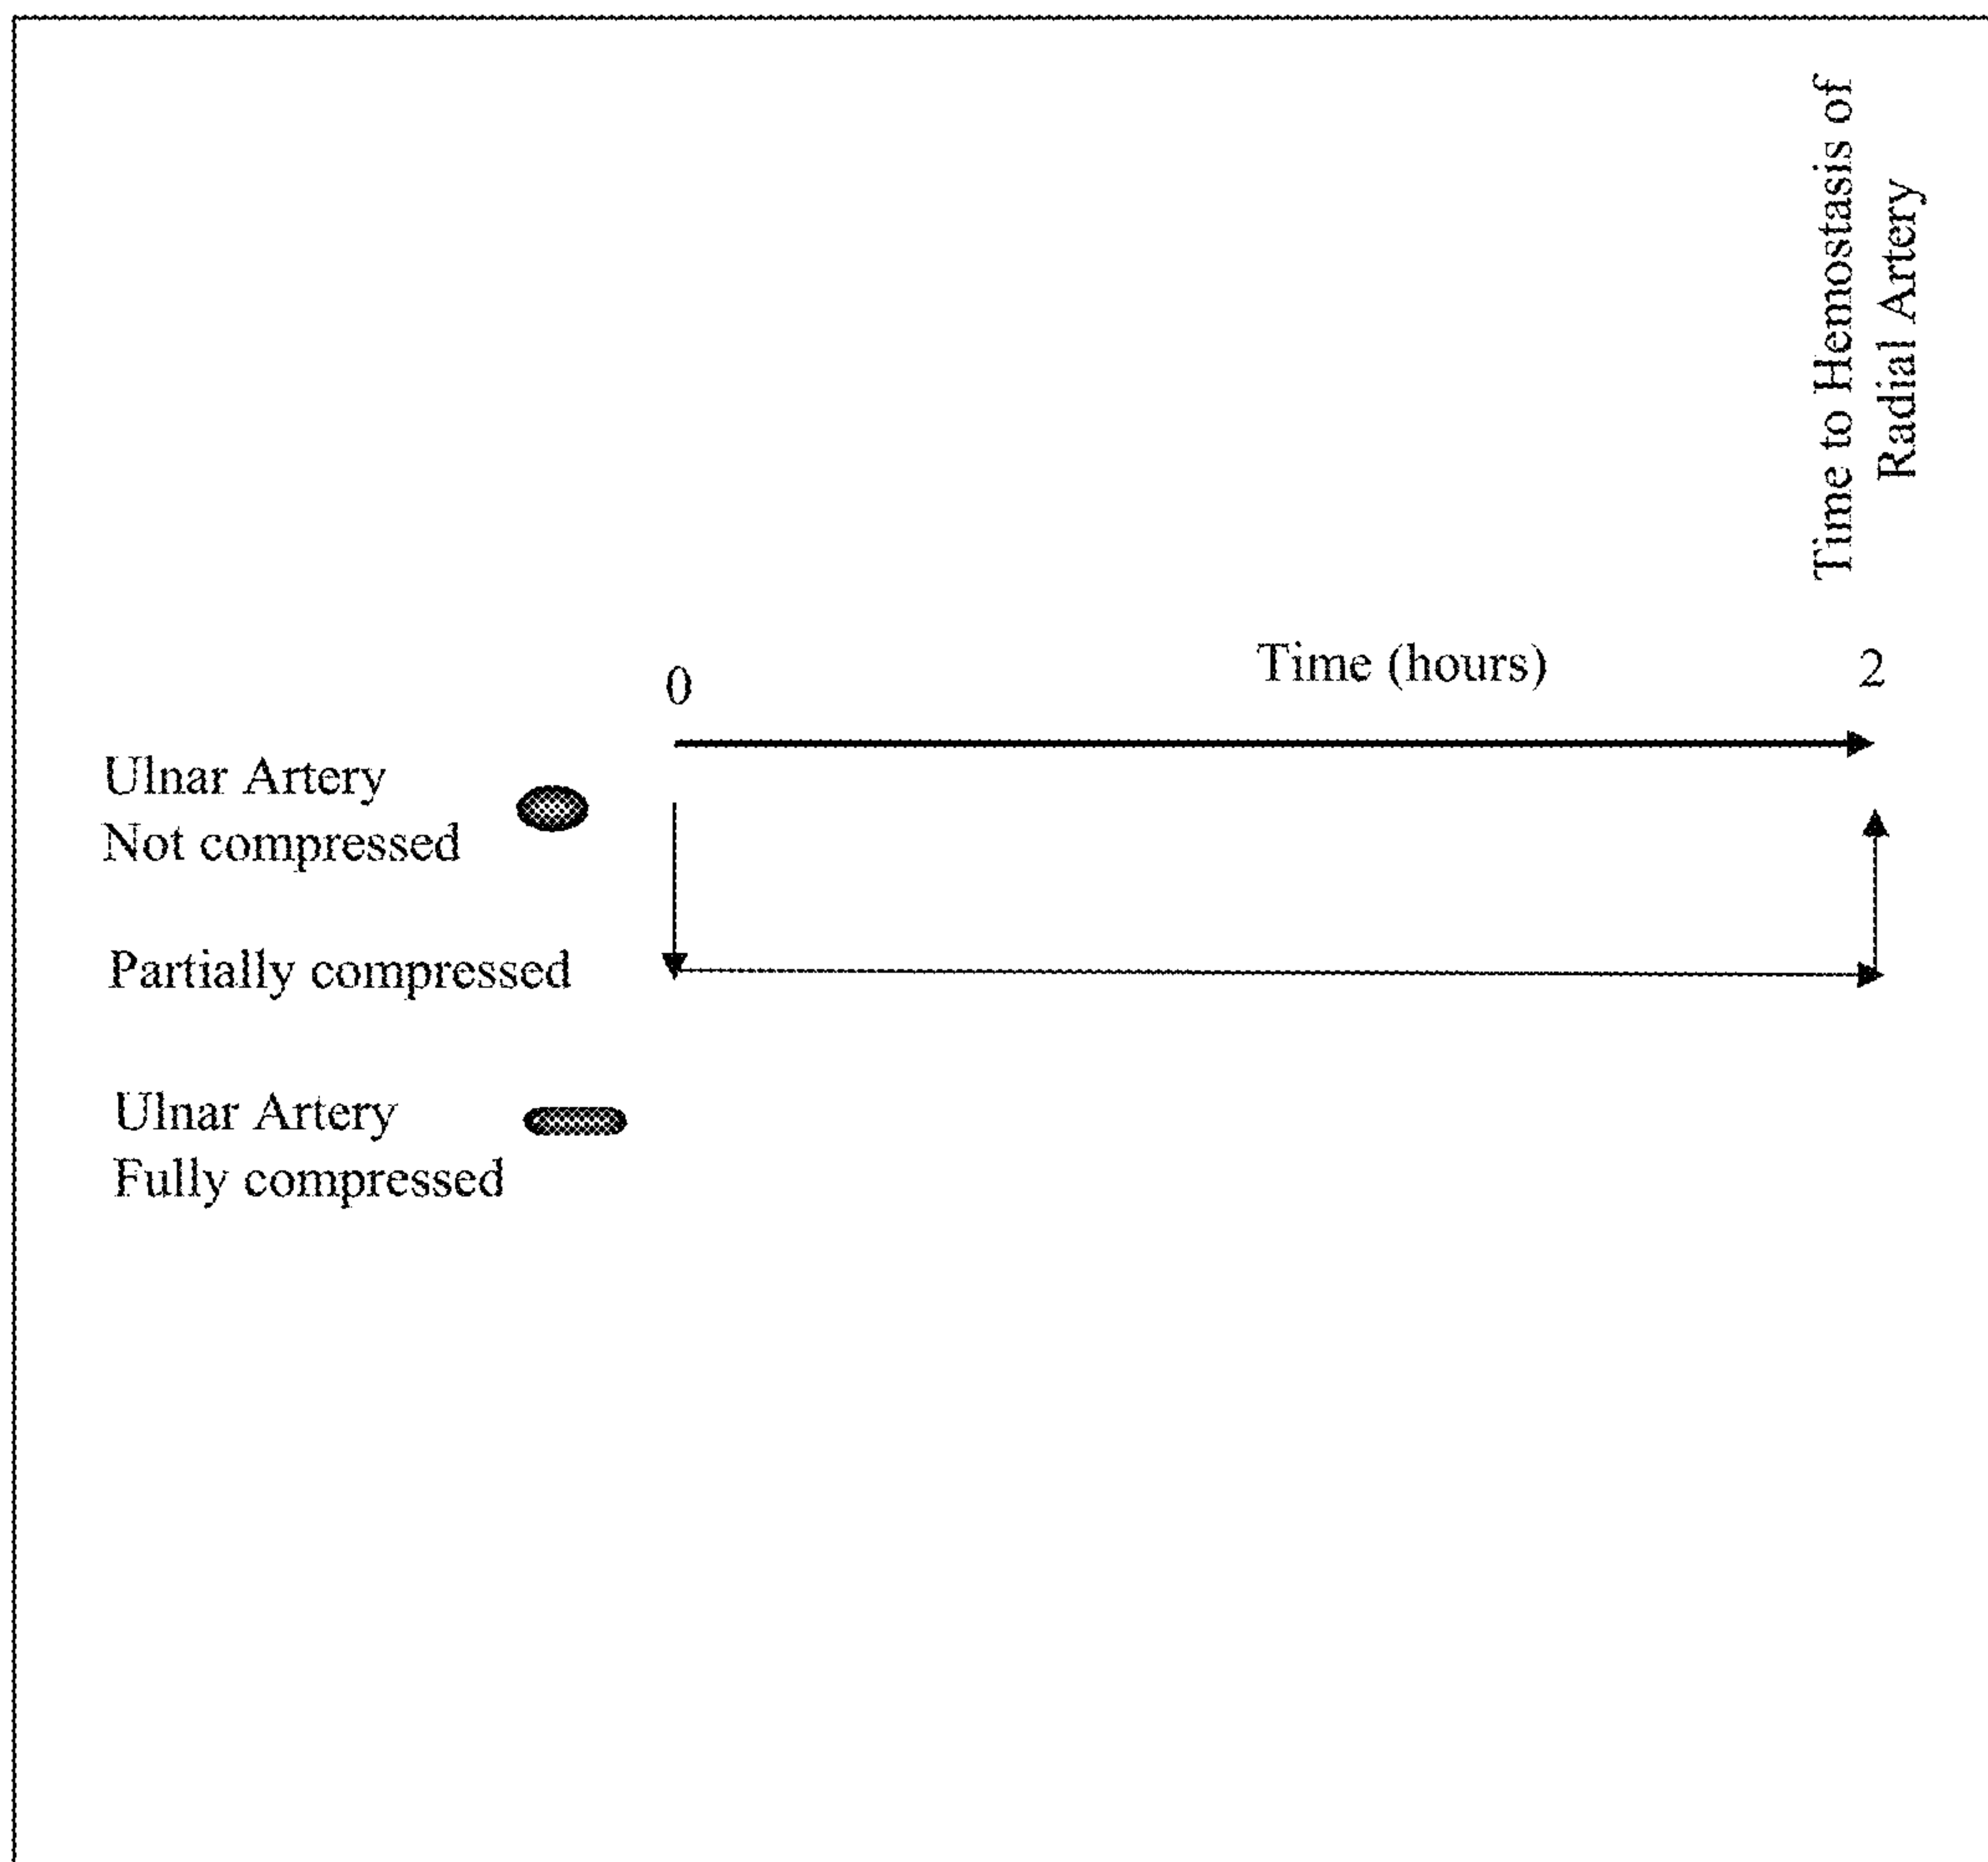 Time to Hemostasis of
Radial Artery
0
Time (hours)
2
Ulnar Artery
Not compressed
Partially compressed
Ulnar Artery
Fully compressed